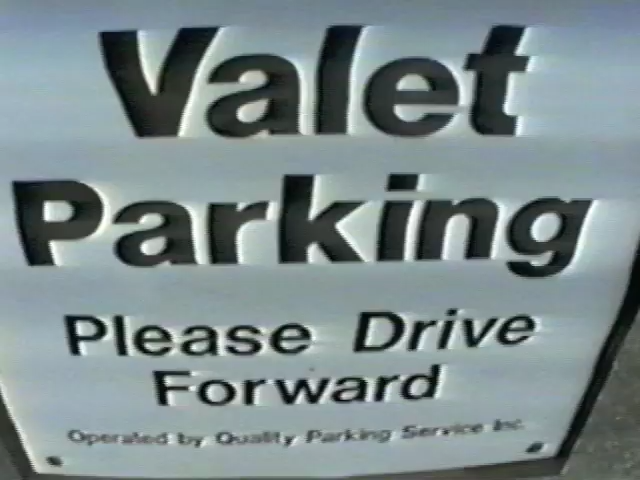 Valet
Parking
Please Drive
Forward
Operated by Quality Parking Service Inc.